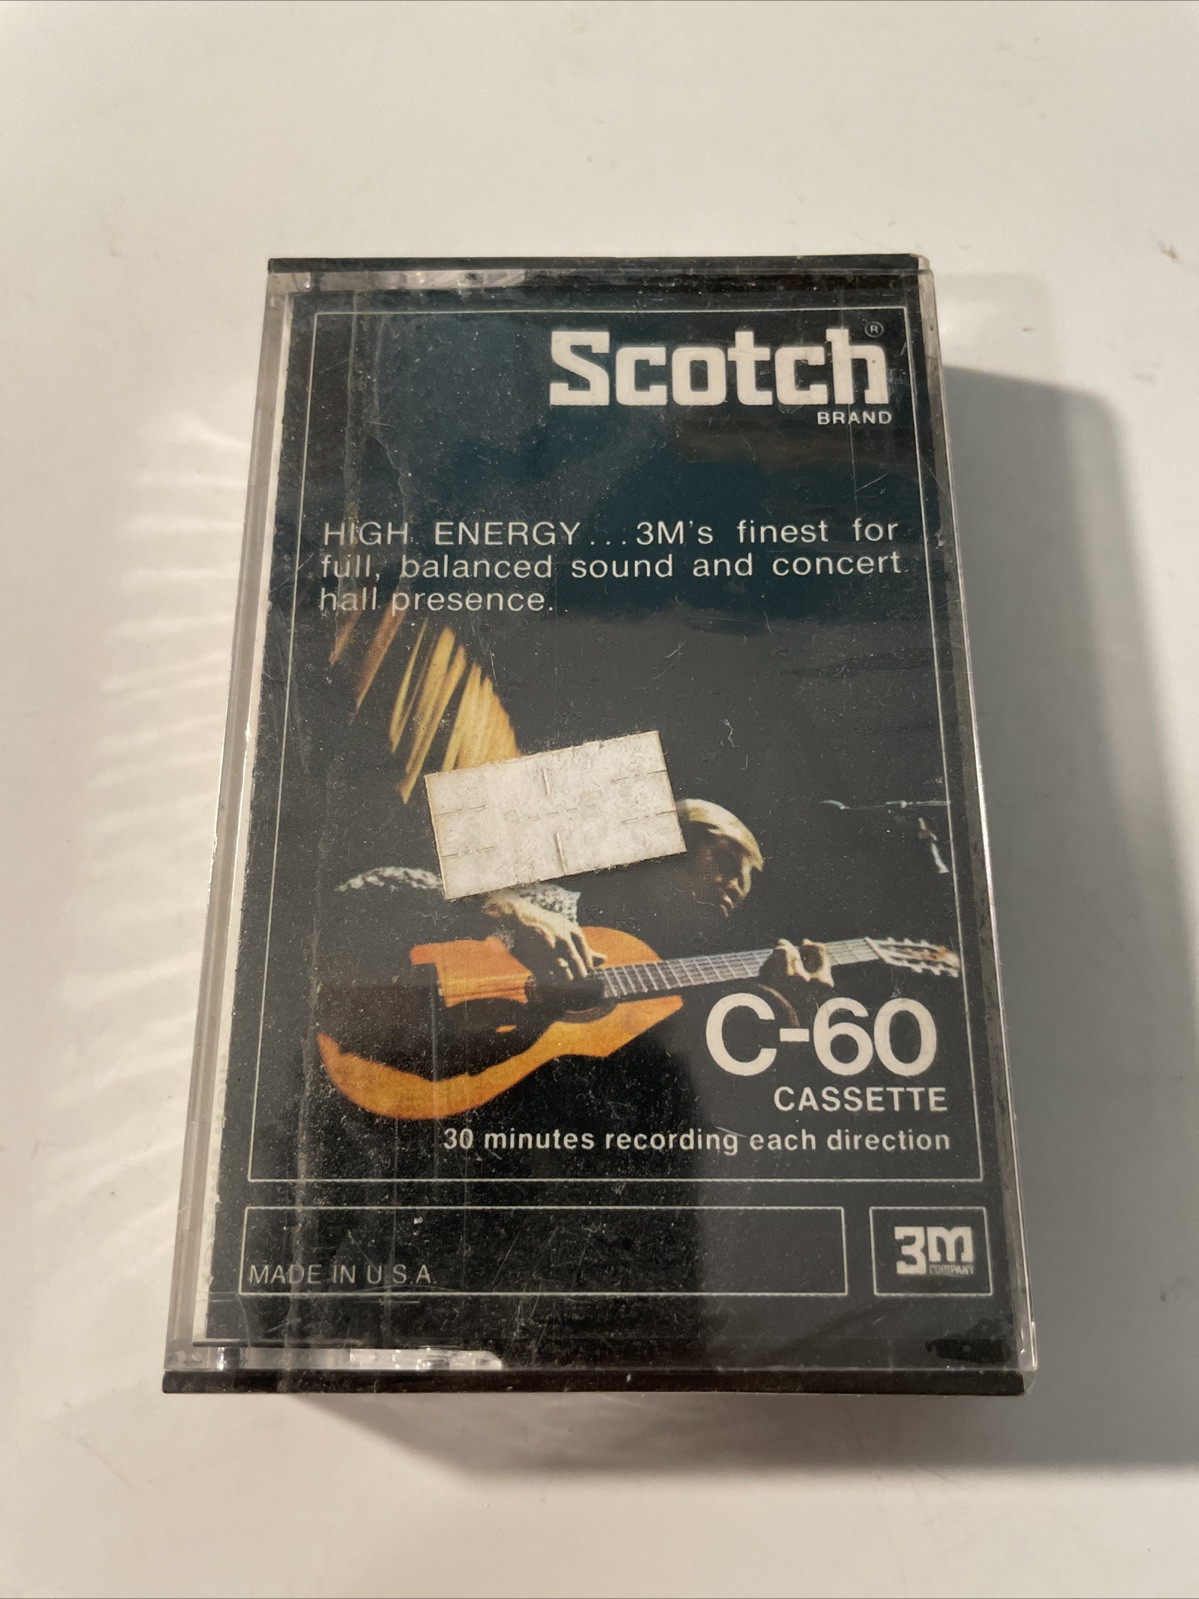 Scotch®
BRAND
HIGH ENERGY...3M's finest for
full, balanced sound and concert
hall presence.
C-60
CASSETTE
30 minutes recording each direction
MADE IN U.S.A.
3M
COMPANY